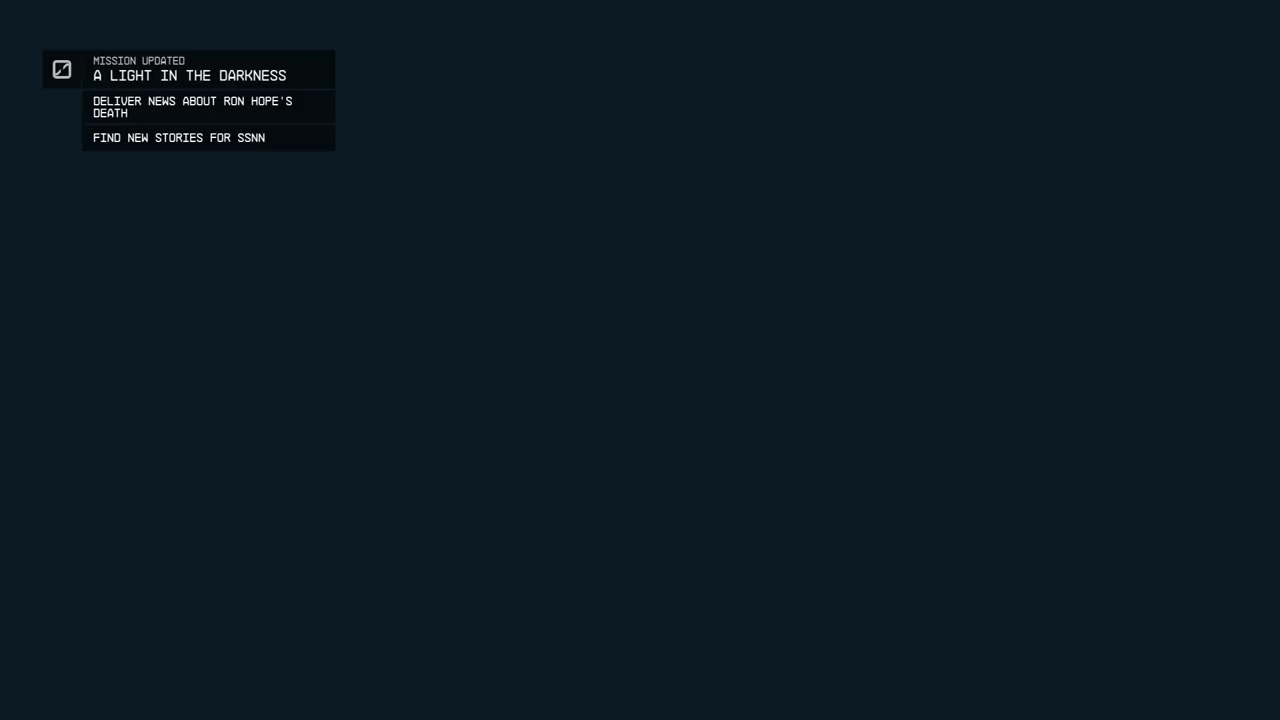 MISSION UPDATED
A LIGHT IN THE DARKNESS
DELIVER NEWS ABOUT RON HOPE'S
DEATH
FIND NEW STORIES FOR SSNN